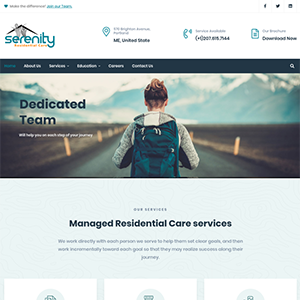 Make the difference! Join our Team.
serenity
Residential Care
Portland
ME, United State
Service Available
(+1)207.615.7144
Our Brochure
Download Now
Home
About Us
Services
Education
Careers
Contact Us
Dedicated
Team
Will help you on each step of your journey
OUR SERVICES
Managed Residential Care services
We work directly with each person we serve to help them set clear goals, and then
work incrementally toward each goal so that they may realize success along their
journey.